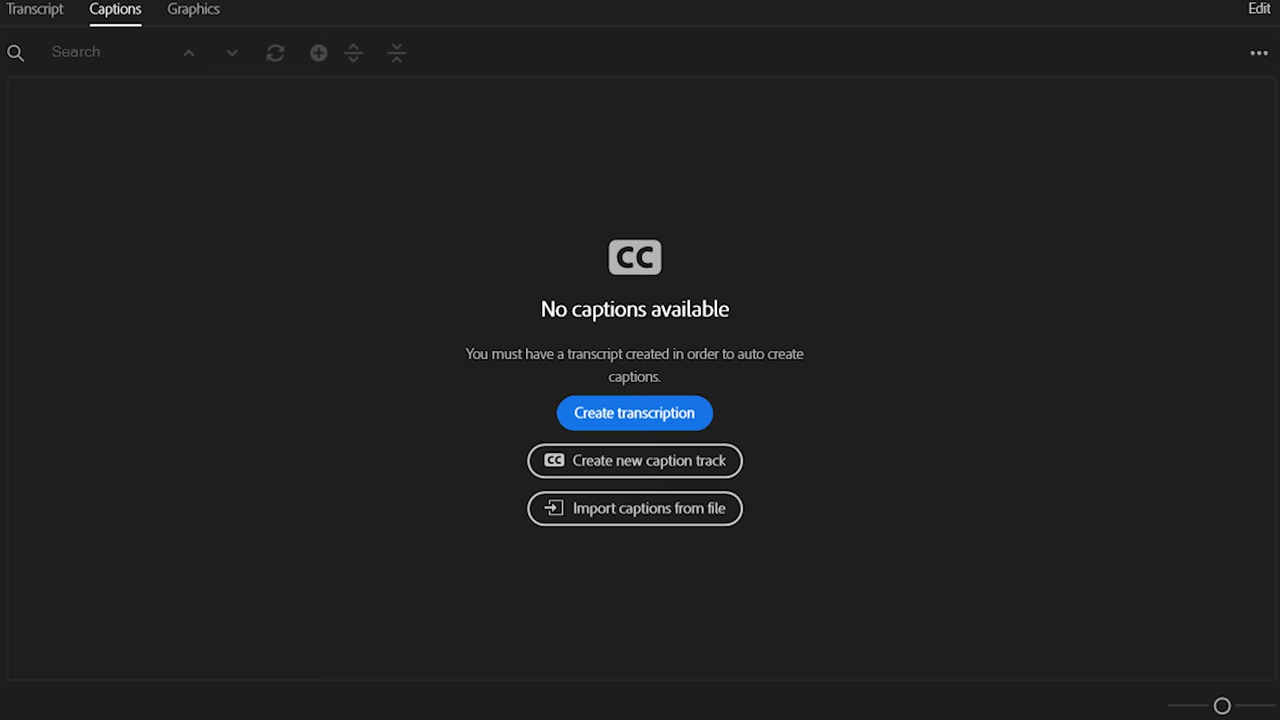 Transcript Captions Graphics Edit
Search
CC
No captions available
You must have a transcript created in order to auto create
captions.
Create transcription
CC Create new caption track
Import captions from file